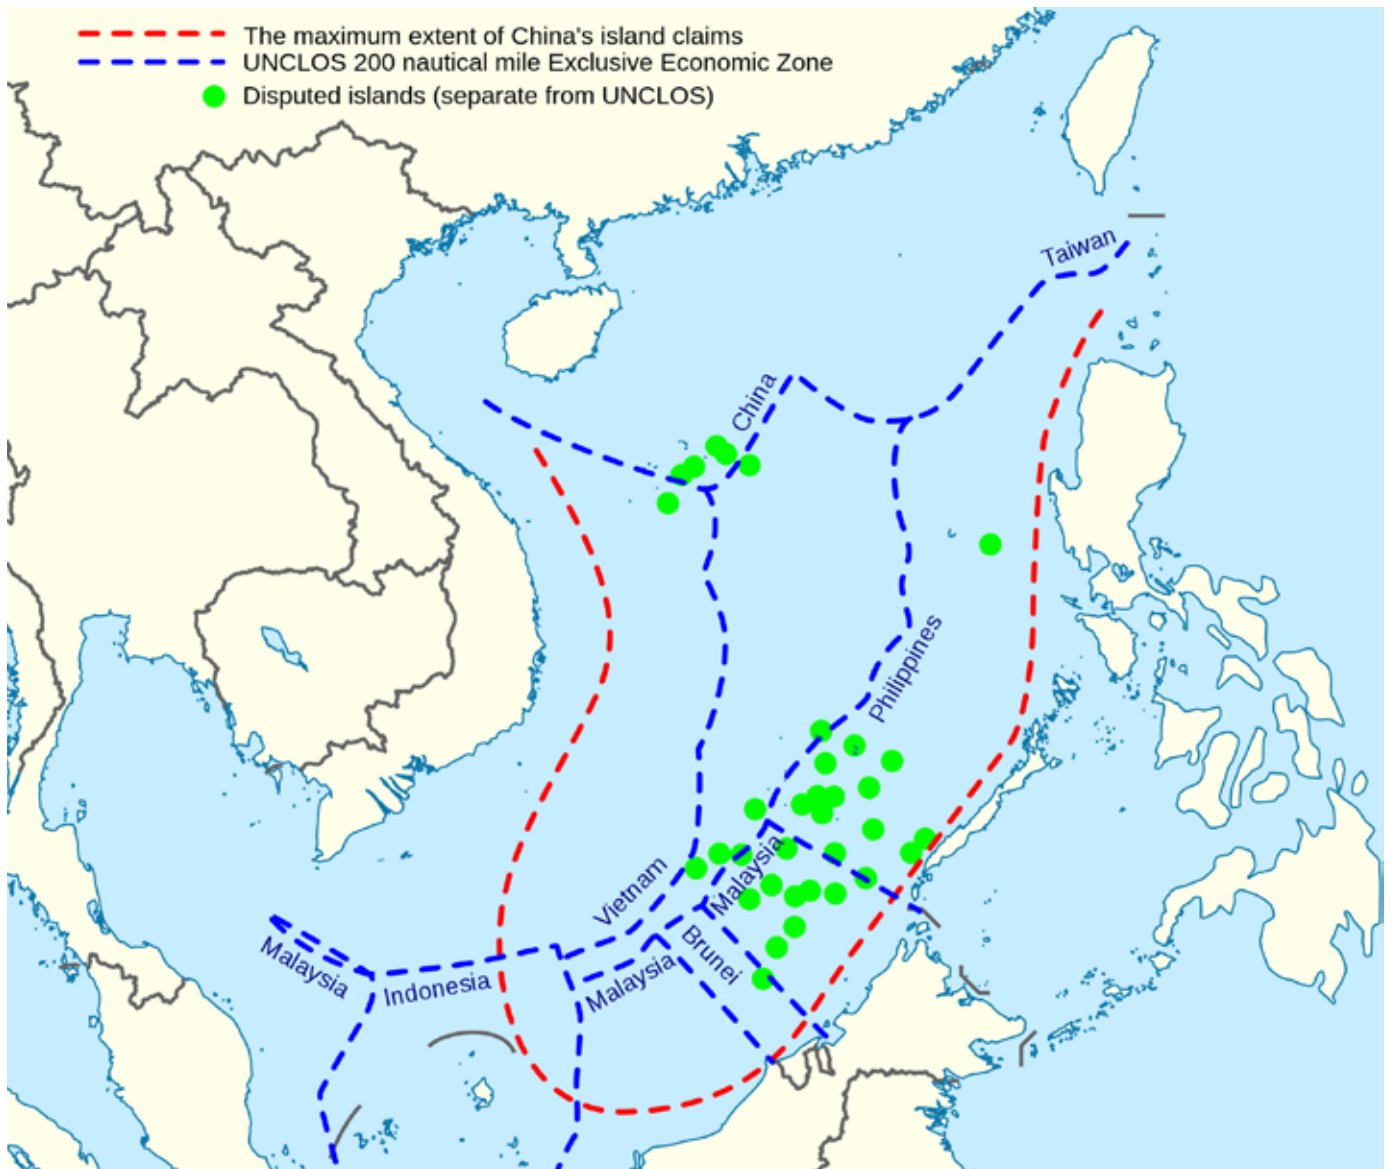 The maximum extent of China's island claims
UNCLOS 200 nautical mile Exclusive Economic Zone
Disputed islands (separate from UNCLOS)
Taiwan
China
Philippines
Malaysia
Vietnam
Brunei
Malaysia
Indonesia
Malaysia